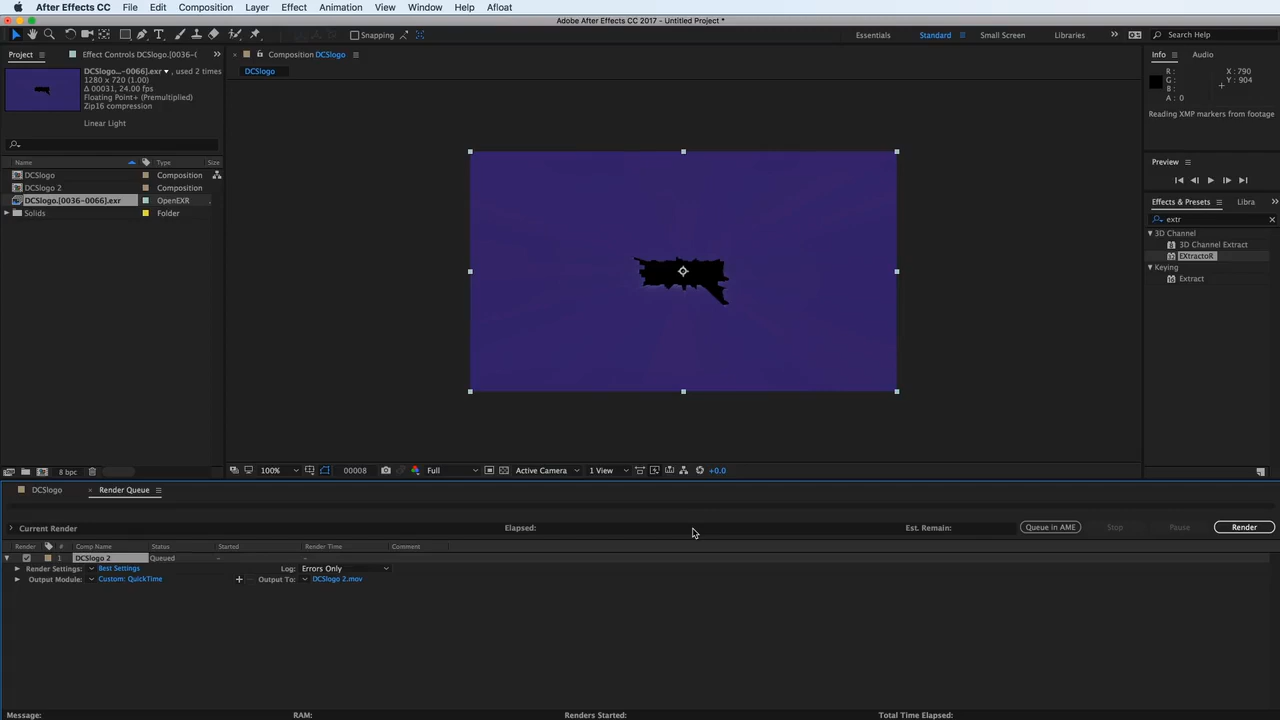 After Effects CC File Edit Composition Layer Effect Animation View Window Help Afloat
Adobe After Effects CC 2017 - Untitled Project *
Snapping Essentials Standard Small Screen Libraries Search Help
Project Effect Controls DCSlogo.[0036-( Composition DCSlogo Info Audio
DCSlogo
DCSlogo...-0066].exr , used 2 times
1280 x 720 (1.00)
Δ 00031, 24.00 fps
Floating Point+ (Premultiplied)
Zip16 compression
Linear Light
R :
G :
B :
A : 0
X : 790
Y : 904
Reading XMP markers from footage
Name Type Size
DCSlogo Composition
DCSlogo 2 Composition
DCSlogo.[0036-0066].exr OpenEXR
Solids Folder
Preview
Effects & Presets Libra
extr
3D Channel
3D Channel Extract
EXtractoR
Keying
Extract
8 bpc 100% 00008 Full Active Camera 1 View +0.0
DCSlogo Render Queue
Current Render Elapsed: Est. Remain: Queue in AME Stop Pause Render
Render # Comp Name Status Started Render Time Comment
1 DCSlogo 2 Queued - -
Render Settings: Best Settings Log: Errors Only
Output Module: Custom: QuickTime + Output To: DCSlogo 2.mov
Message: RAM: Renders Started: Total Time Elapsed: